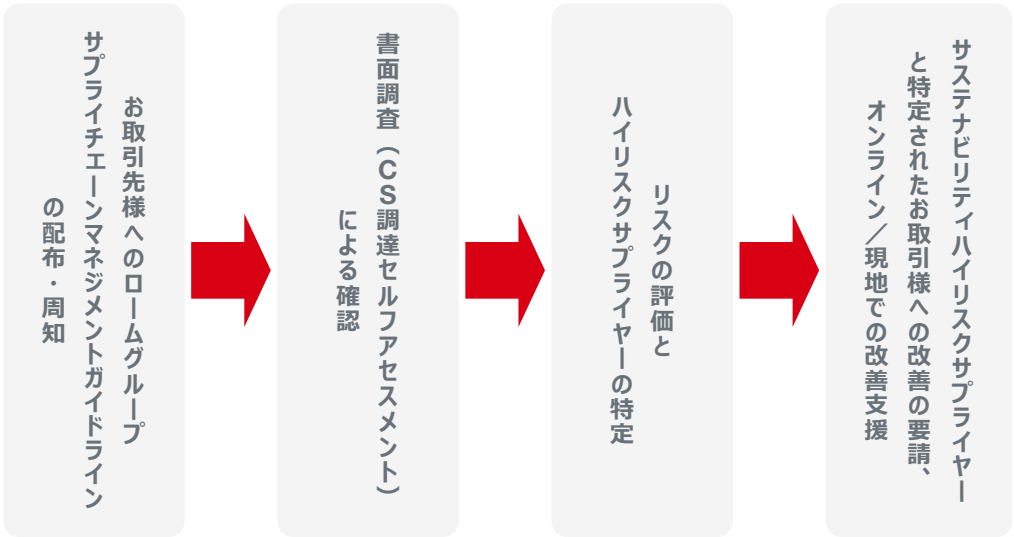 お取引先様へのロームグループ
サプライチェーンマネジメントガイドライン
の配布・周知
書面調査（CS調達セルフアセスメント）
による確認
リスクの評価と
ハイリスクサプライヤーの特定
サステナビリティハイリスクサプライヤー
と特定されたお取引様への改善の要請、
オンライン／現地での改善支援